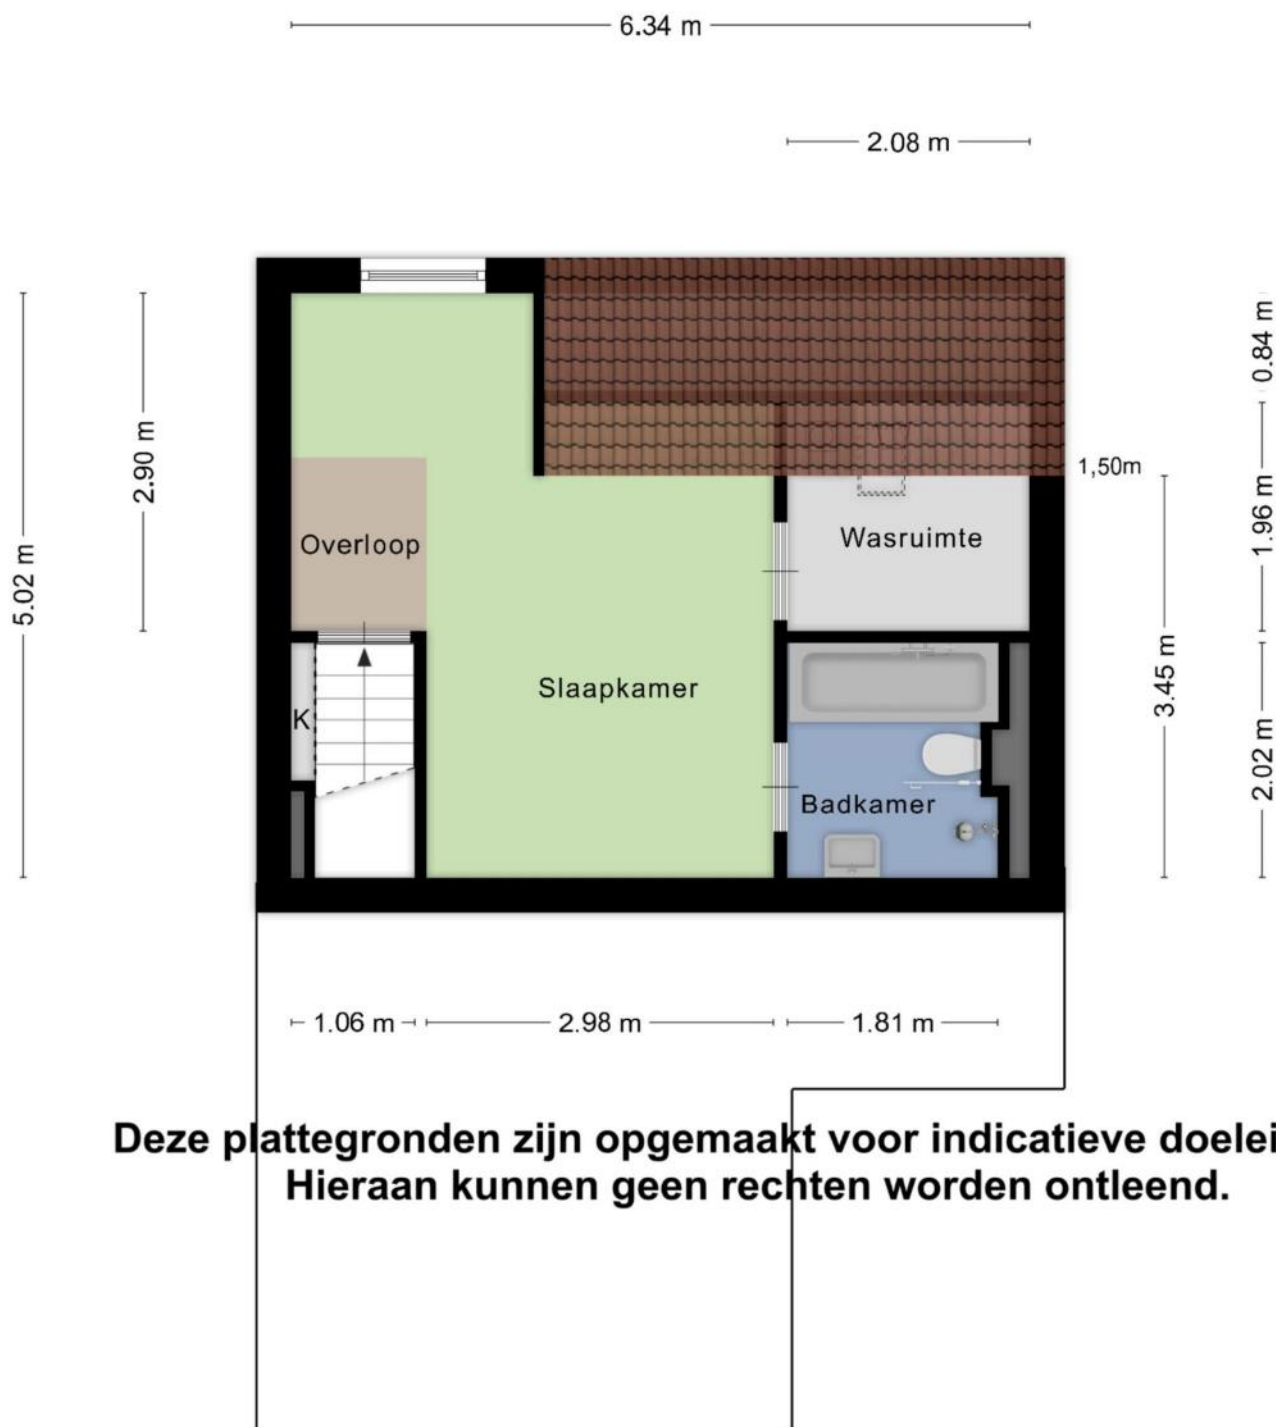 6.34 m
2.08 m
0.84 m
2.90 m
1,50m
1.96 m
Overloop
Wasruimte
5.02 m
Slaapkamer
3.45 m
K
2.02 m
Badkamer
1.06 m
2.98 m
1.81 m
Deze plattegronden zijn opgemaakt voor indicatieve doelei
Hieraan kunnen geen rechten worden ontleend.